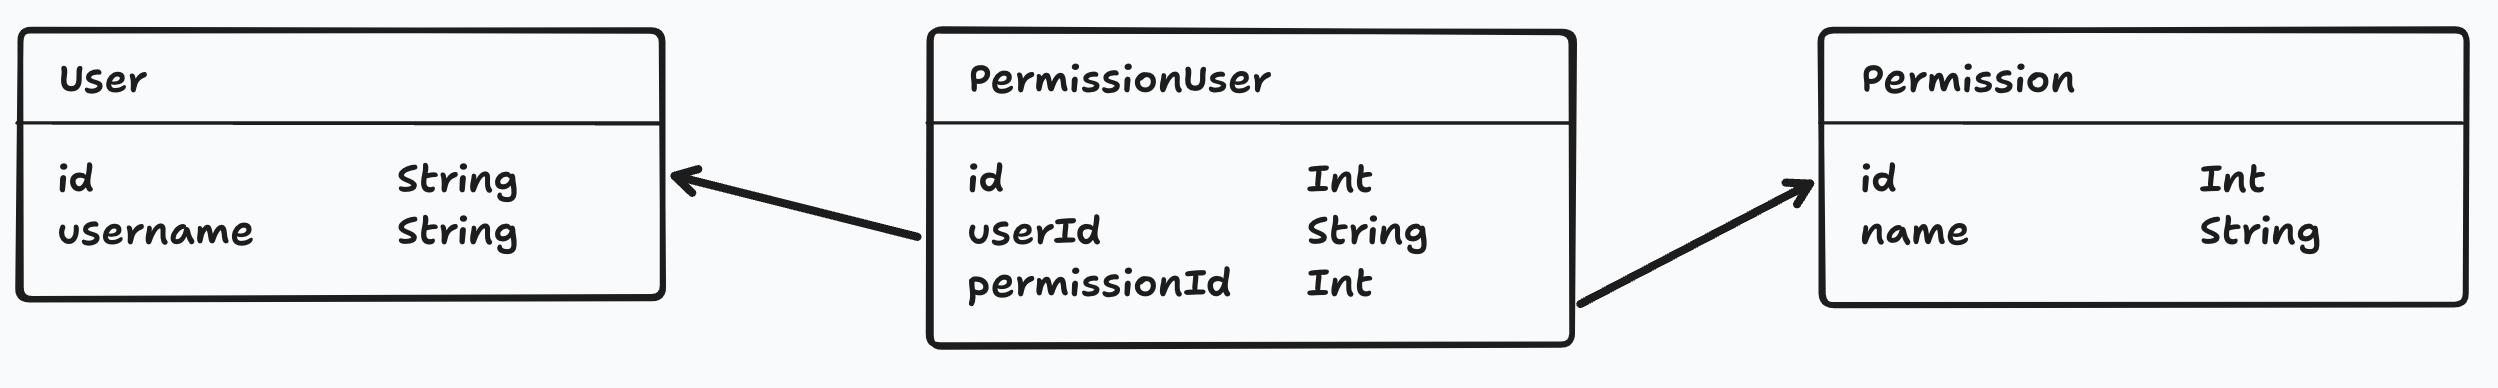 User
id String
username String
PermissionUser
id Int
userId String
permissionId Int
Permission
id Int
name String